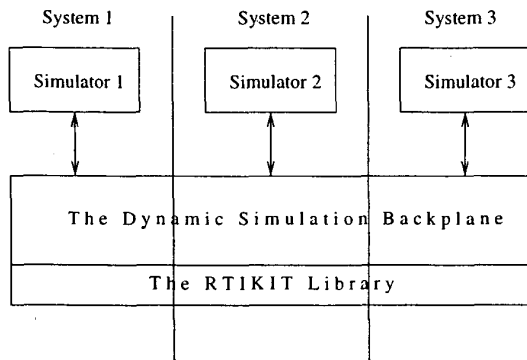 System 1 System 2 System 3
Simulator 1 Simulator 2 Simulator 3
The Dynamic Simulation Backplane
The RTIKIT Library